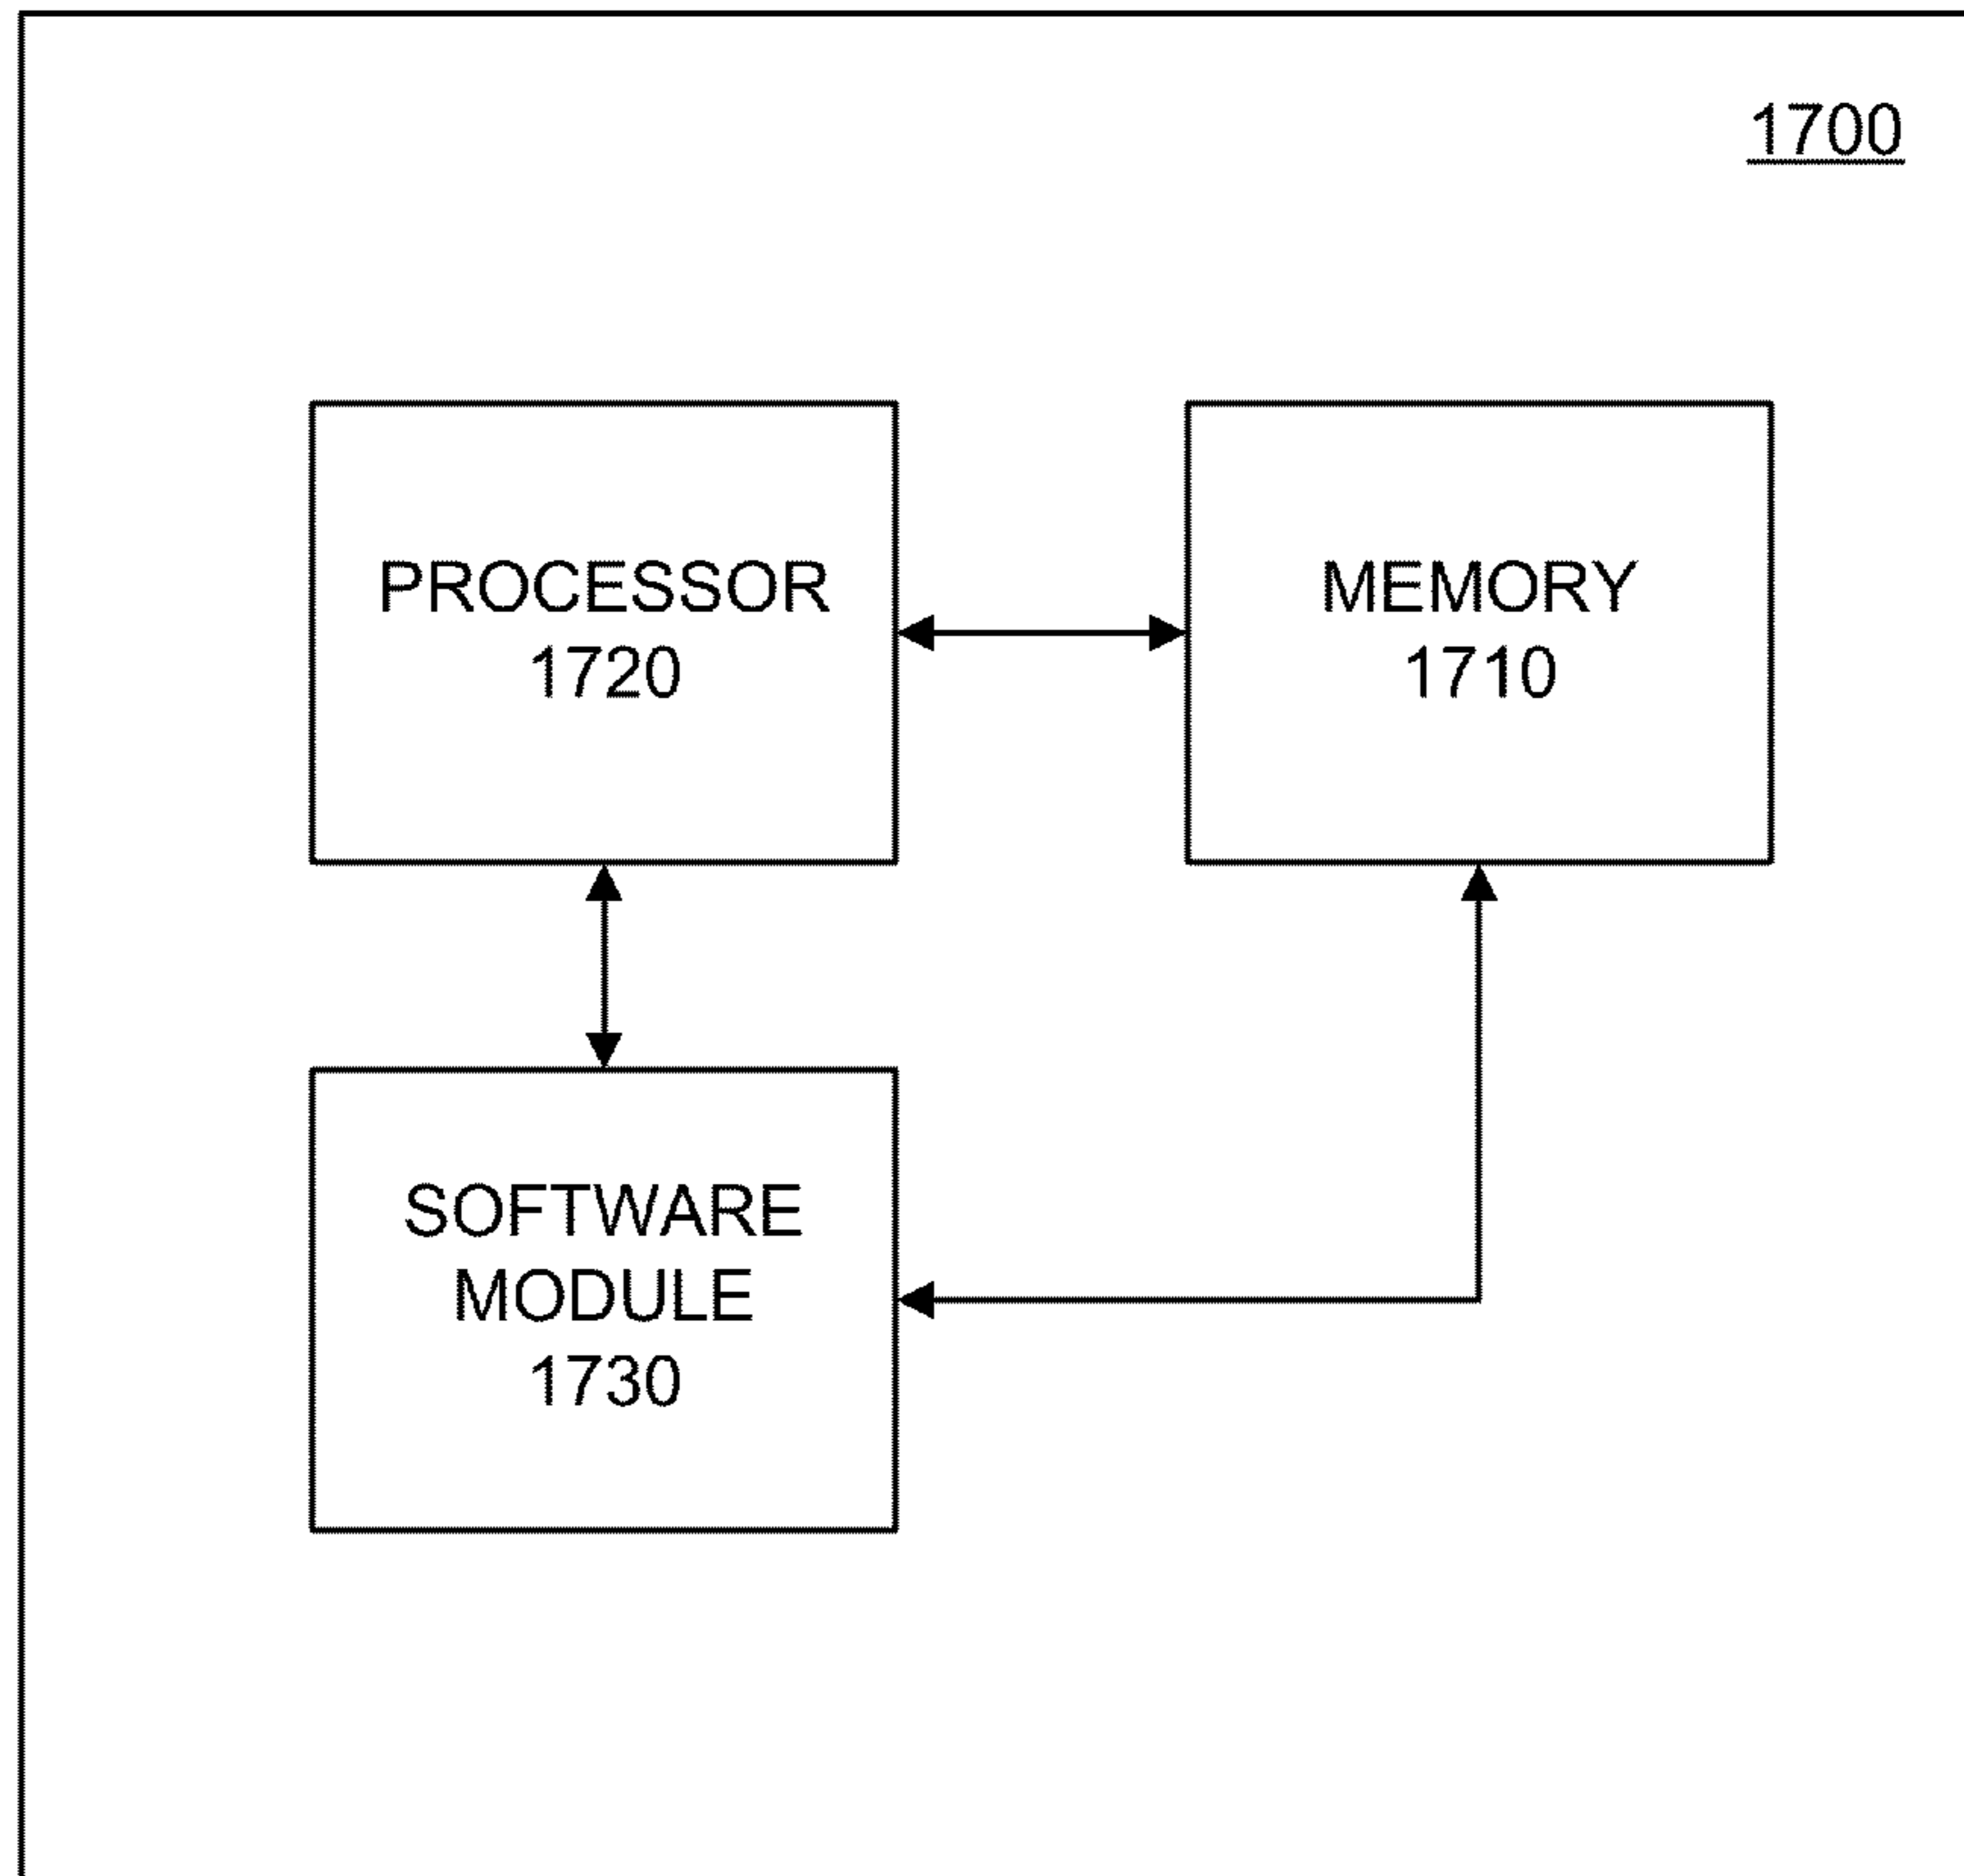 1700
PROCESSOR
1720
MEMORY
1710
SOFTWARE
MODULE
1730